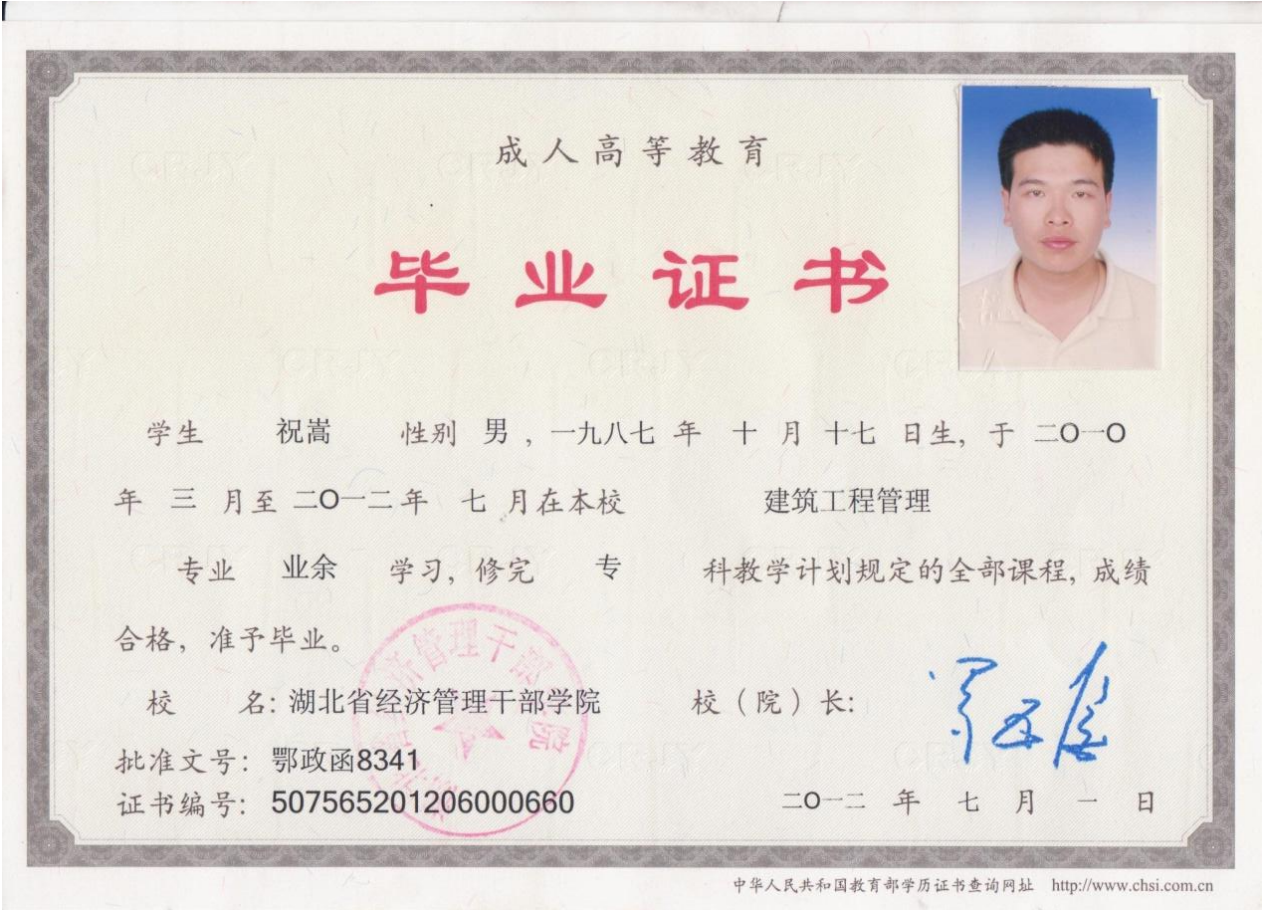 成人高等教育
毕业证书
学生 祝嵩 性别 男 ，一九八七 年 十 月 十七 日生，于 二O一O
年 三 月至 二O一二 年 七 月在本校 建筑工程管理
专业 业余 学习，修完 专 科教学计划规定的全部课程，成绩
合格，准予毕业。
校 名：湖北省经济管理干部学院 校（院）长：
批准文号：鄂政函8341
证书编号：507565201206000660 二O一二 年 七 月 一 日
中华人民共和国教育部学历证书查询网址 http://www.chsi.com.cn